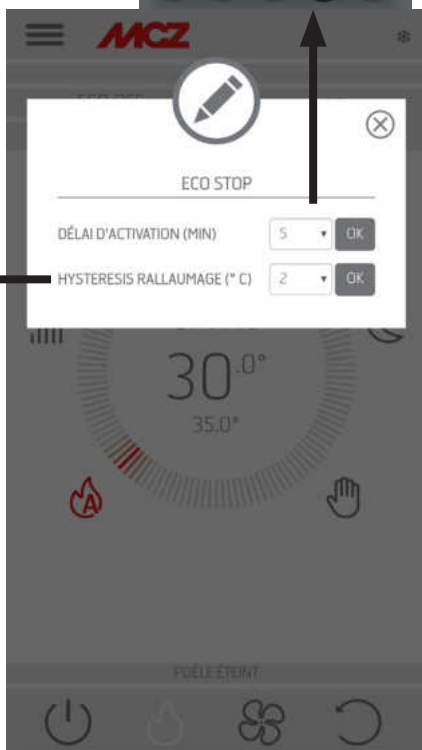 MCZ
ECO STOP
DÉLAI D'ACTIVATION (MIN) 5 OK
HYSTERESIS RALLAUMAGE (° C) 2 OK
30.0°
35.0°
A
POÊLE ÉTEINT